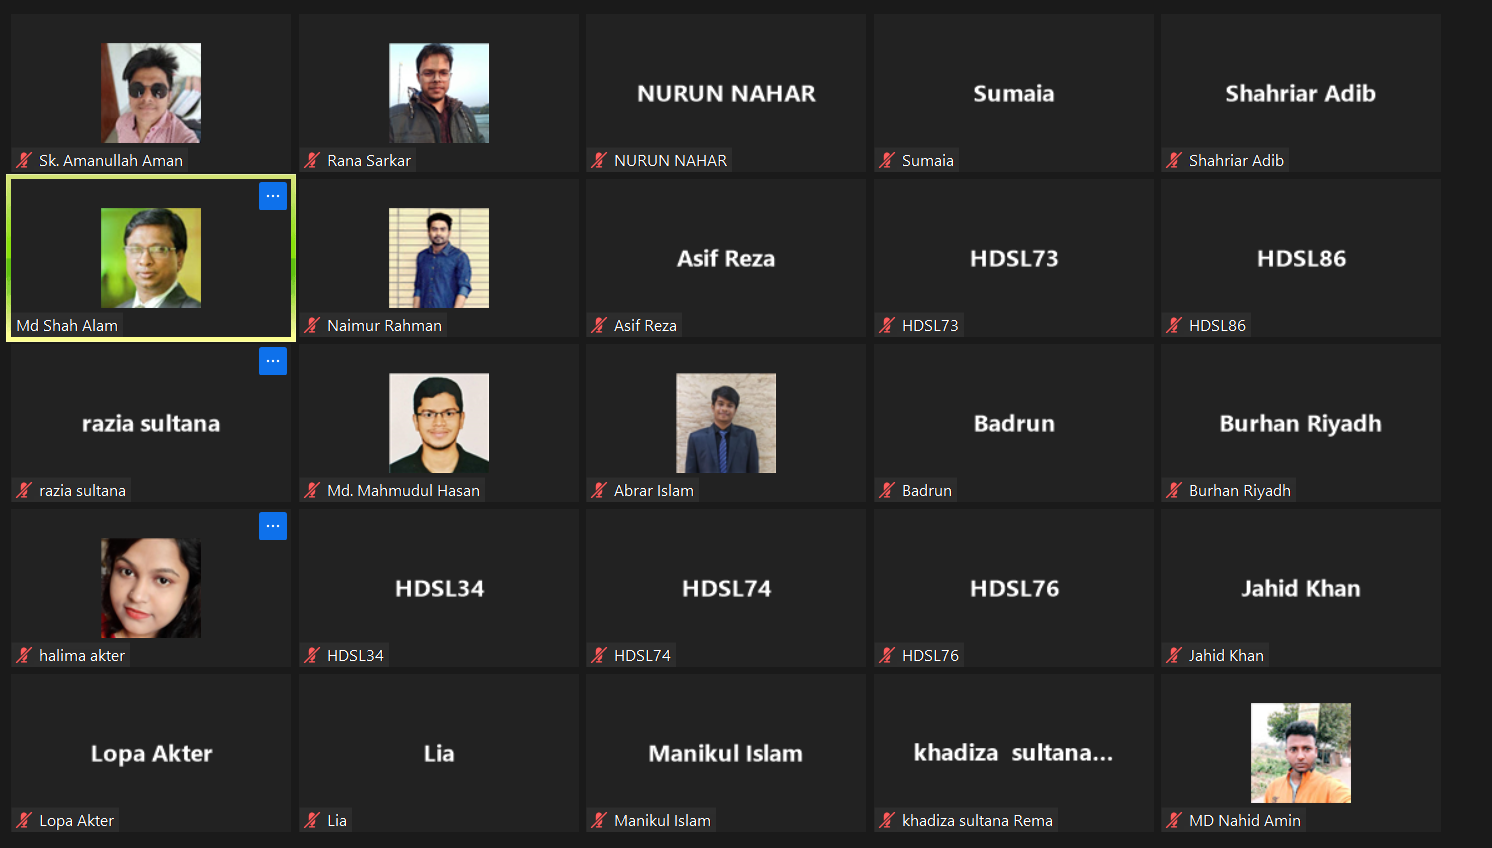 Sk. Amanullah Aman
Rana Sarkar
NURUN NAHAR
NURUN NAHAR
Sumaia
Sumaia
Shahriar Adib
Shahriar Adib
Md Shah Alam
Naimur Rahman
Asif Reza
Asif Reza
HDSL73
HDSL73
HDSL86
HDSL86
razia sultana
razia sultana
Md. Mahmudul Hasan
Abrar Islam
Badrun
Badrun
Burhan Riyadh
Burhan Riyadh
halima akter
HDSL34
HDSL34
HDSL74
HDSL74
HDSL76
HDSL76
Jahid Khan
Jahid Khan
Lopa Akter
Lopa Akter
Lia
Lia
Manikul Islam
Manikul Islam
khadiza  sultana...
khadiza sultana Rema
MD Nahid Amin